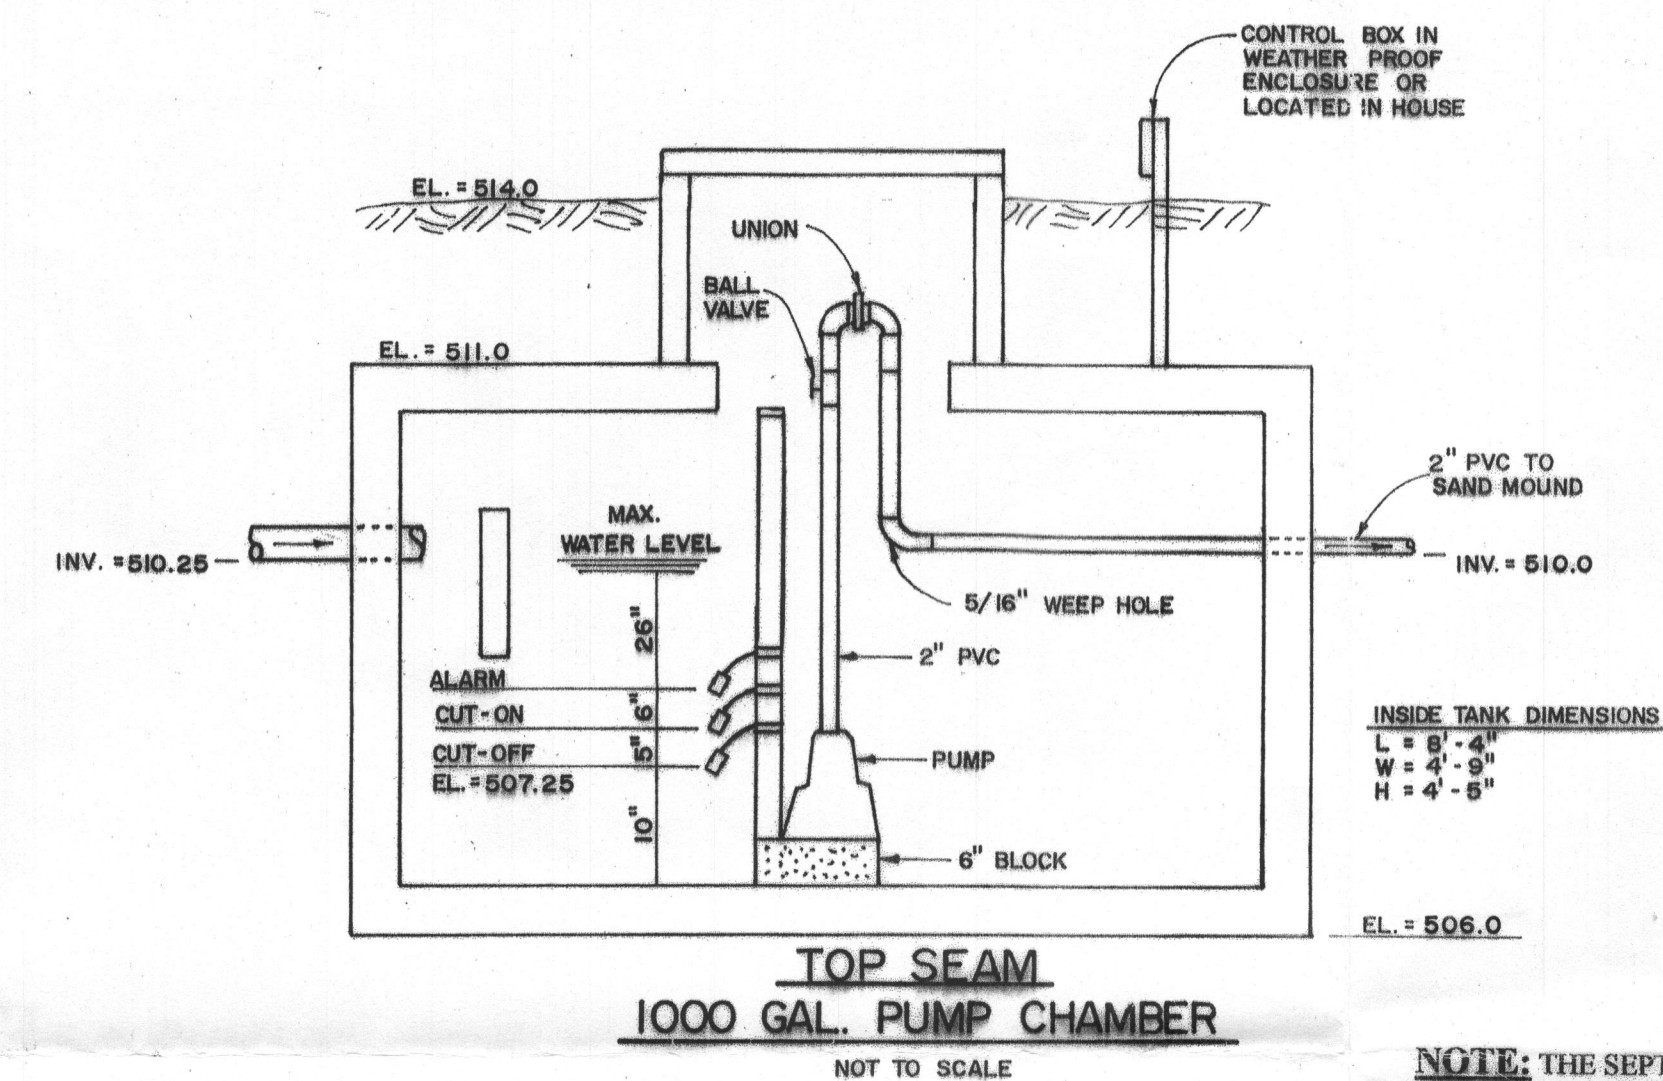 CONTROL BOX IN
WEATHER PROOF
ENCLOSURE OR
LOCATED IN HOUSE
EL. = 514.0
UNION
BALL
VALVE
EL. = 511.0
2" PVC TO
SAND MOUND
MAX.
WATER LEVEL
INV. = 510.25
INV. = 510.0
5/16" WEEP HOLE
26"
2" PVC
ALARM
6"
CUT-ON
5"
CUT-OFF
EL. = 507.25
PUMP
10"
6" BLOCK
INSIDE TANK DIMENSIONS
L = 8'-4"
W = 4'-9"
H = 4'-5"
EL. = 506.0
TOP SEAM
1000 GAL. PUMP CHAMBER
NOT TO SCALE
NOTE: THE SEPT